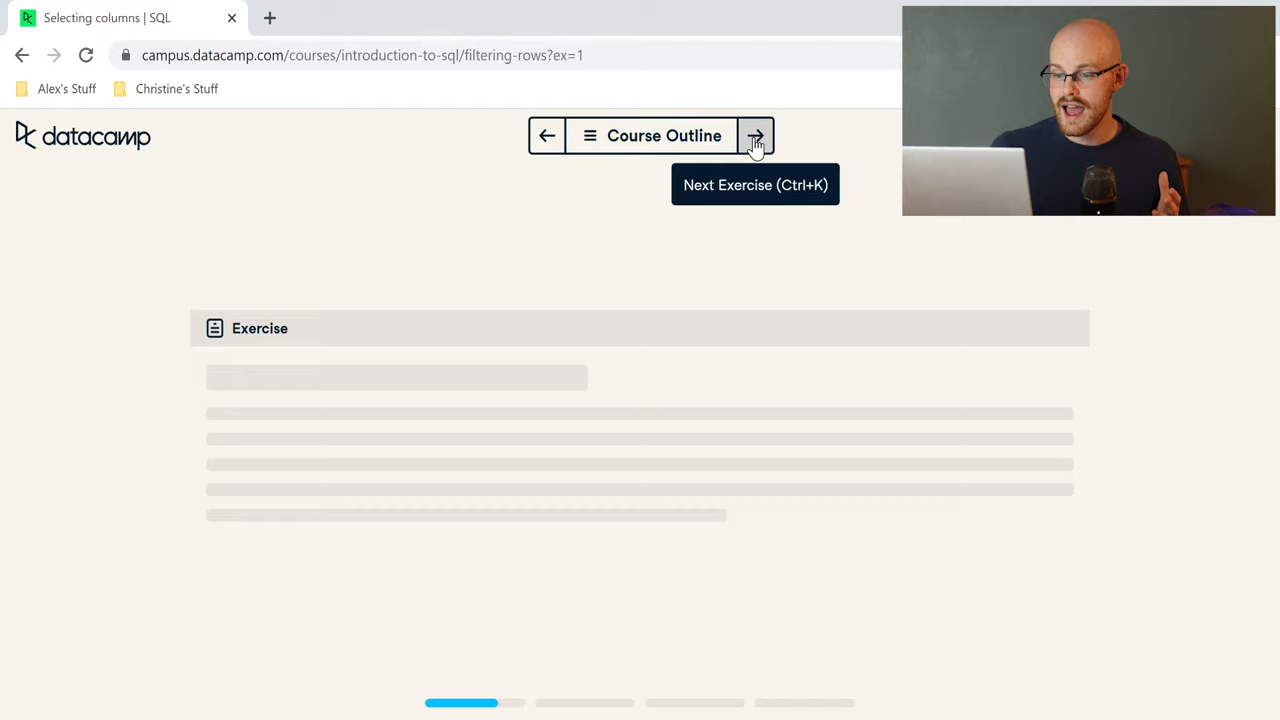 Selecting columns | SQL
campus.datacamp.com/courses/introduction-to-sql/filtering-rows?ex=1
Alex's Stuff
Christine's Stuff
datacamp
Course Outline
Next Exercise (Ctrl+K)
Exercise